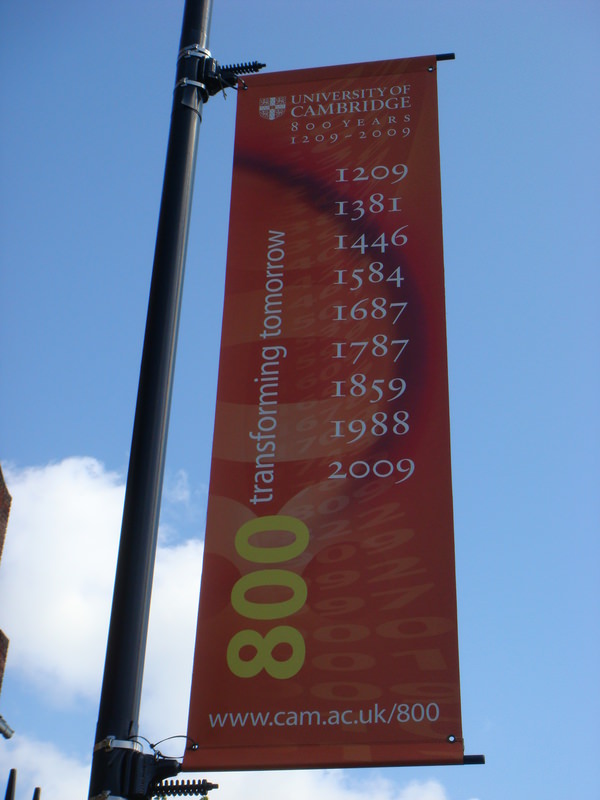 UNIVERSITY OF
CAMBRIDGE
800 YEARS
1209-2009
1209
1381
1446
1584
1687
1787
1859
1988
2009
800 transforming tomorrow
www.cam.ac.uk/800